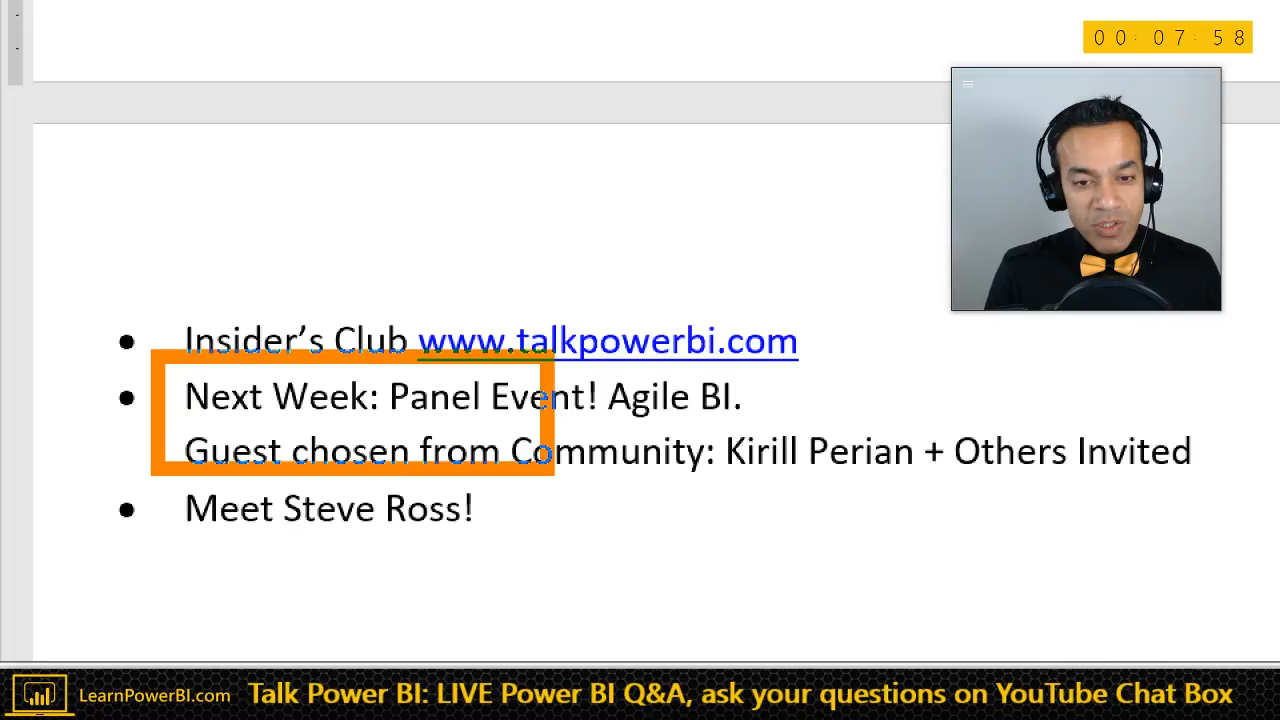 00:07:58
Insider’s Club www.talkpowerbi.com
Next Week: Panel Event! Agile BI.
Guest chosen from Community: Kirill Perian + Others Invited
Meet Steve Ross!
LearnPowerBI.com
Talk Power BI: LIVE Power BI Q&A, ask your questions on YouTube Chat Box